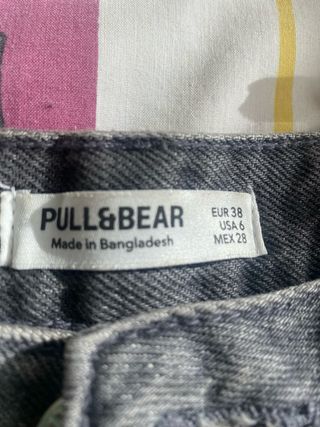 PULL&BEAR
Made in Bangladesh
EUR 38
USA 6
MEX 28